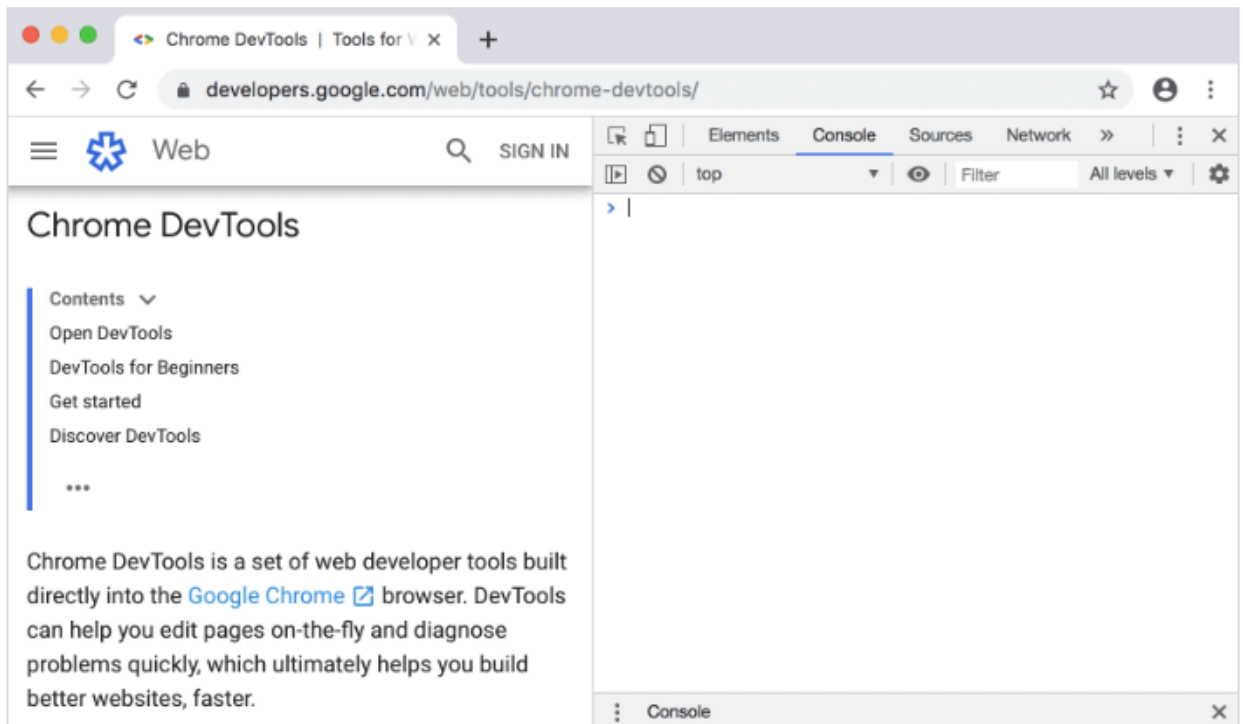 Chrome DevTools | Tools for
developers.google.com/web/tools/chrome-devtools/
Web
SIGN IN
Elements Console Sources Network »
top Filter All levels
Chrome DevTools
Contents
Open DevTools
DevTools for Beginners
Get started
Discover DevTools
Chrome DevTools is a set of web developer tools built
directly into the Google Chrome browser. DevTools
can help you edit pages on-the-fly and diagnose
problems quickly, which ultimately helps you build
better websites, faster.
Console